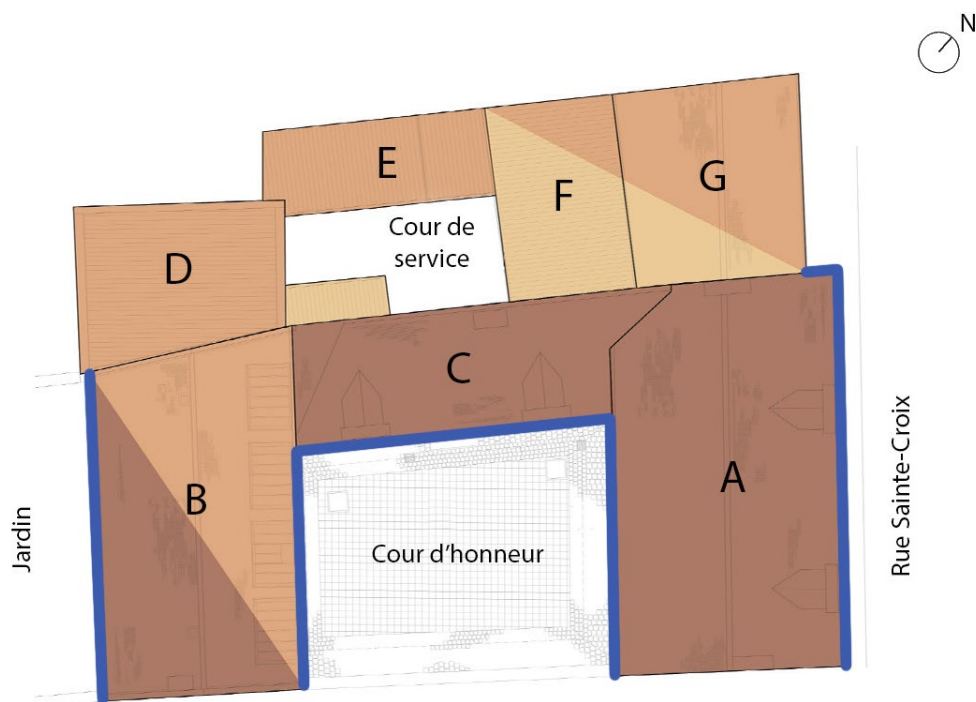 N
E
G
F
Cour de
service
D
C
A
B
Cour d'honneur
Jardin
Rue Sainte-Croix